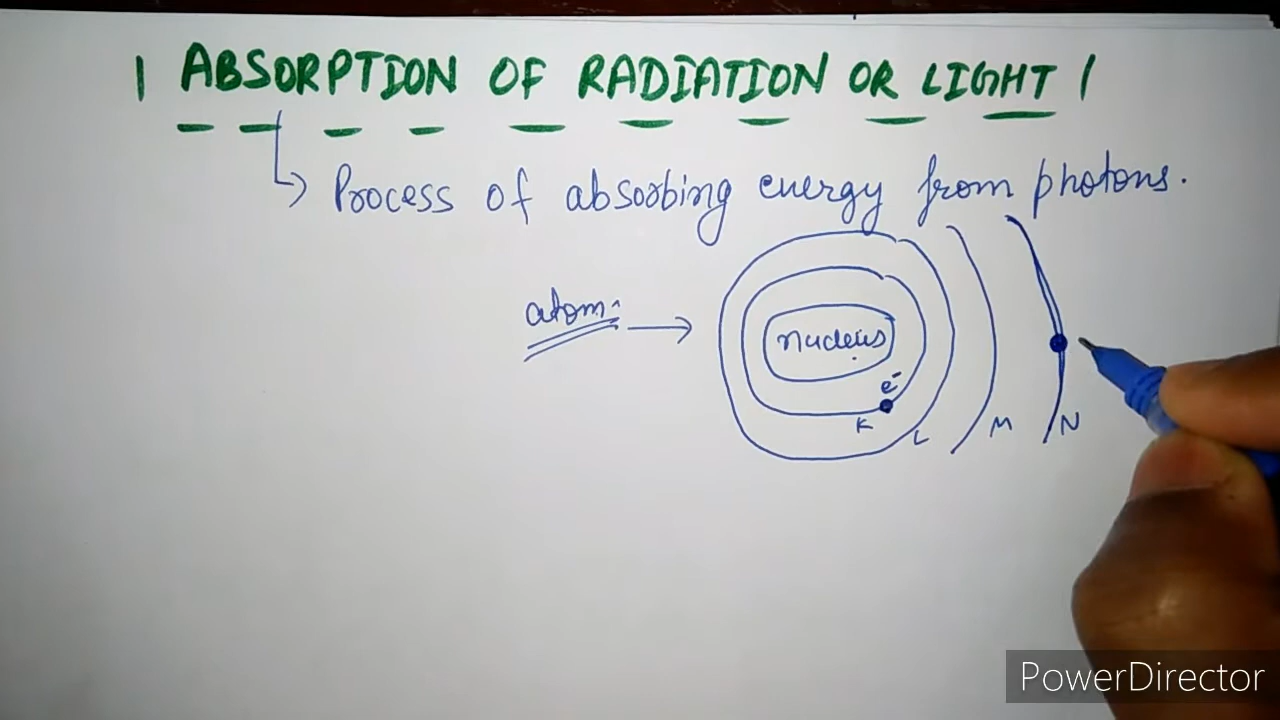 | ABSORPTION OF RADIATION OR LIGHT |
↳ Process of absorbing energy from photons.
atom: →
nucleus
e⁻
K L M N
PowerDirector